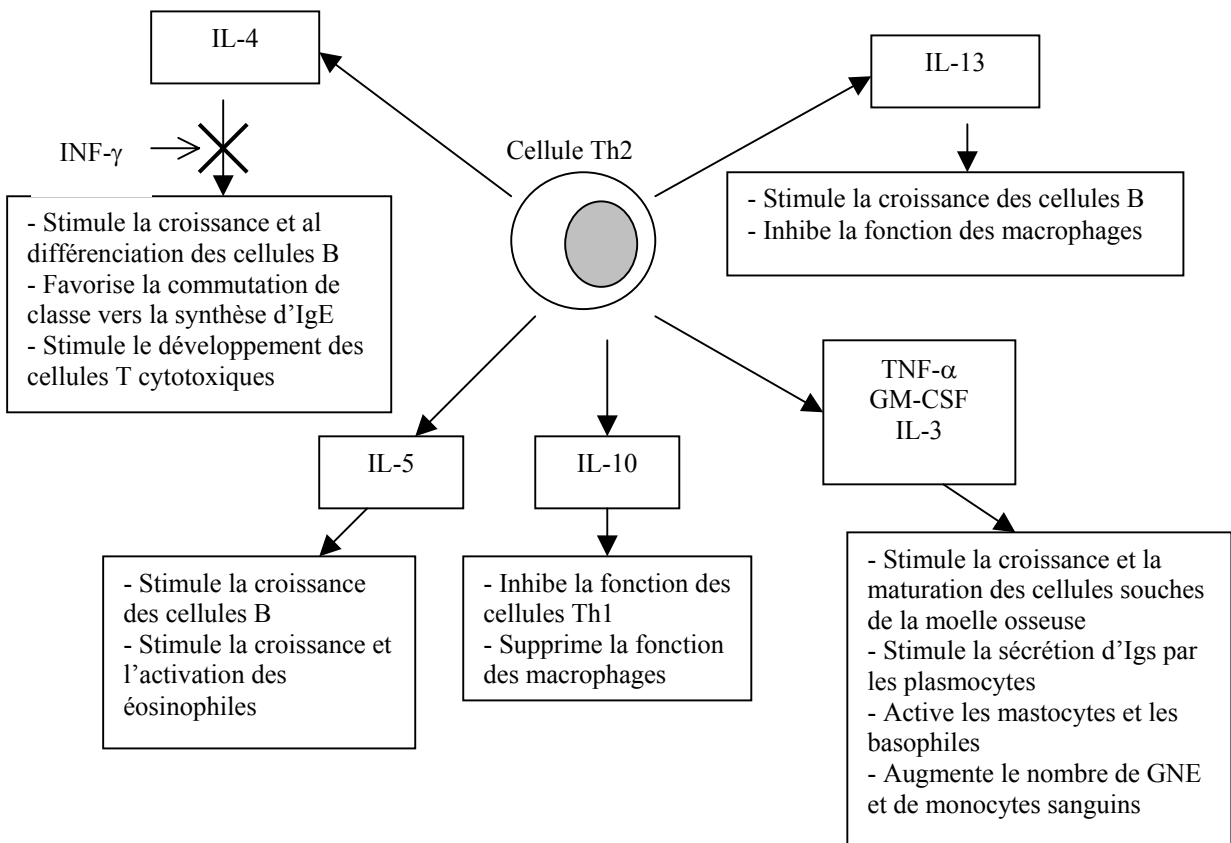 IL-4
IL-13
INF-γ
Cellule Th2
- Stimule la croissance et al
différenciation des cellules B
- Favorise la commutation de
classe vers la synthèse d’IgE
- Stimule le développement des
cellules T cytotoxiques
- Stimule la croissance des cellules B
- Inhibe la fonction des macrophages
TNF-α
GM-CSF
IL-3
IL-5
IL-10
- Stimule la croissance
des cellules B
- Stimule la croissance et
l’activation des
éosinophiles
- Inhibe la fonction des
cellules Th1
- Supprime la fonction
des macrophages
- Stimule la croissance et la
maturation des cellules souches
de la moelle osseuse
- Stimule la sécrétion d’Igs par
les plasmocytes
- Active les mastocytes et les
basophiles
- Augmente le nombre de GNE
et de monocytes sanguins